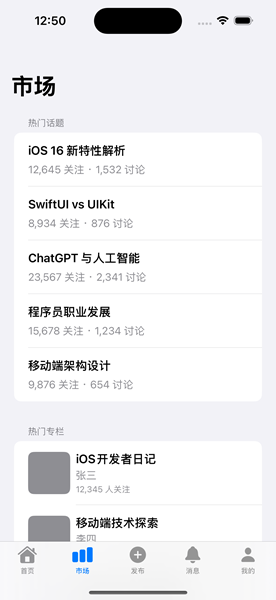 12:50
市场
热门话题
iOS 16 新特性解析
12,645 关注 · 1,532 讨论
SwiftUI vs UIKit
8,934 关注 · 876 讨论
ChatGPT 与人工智能
23,567 关注 · 2,341 讨论
程序员职业发展
15,678 关注 · 1,234 讨论
移动端架构设计
9,876 关注 · 654 讨论
热门专栏
iOS开发者日记
张三
12,345 人关注
移动端技术探索
李四
首页
市场
发布
消息
我的